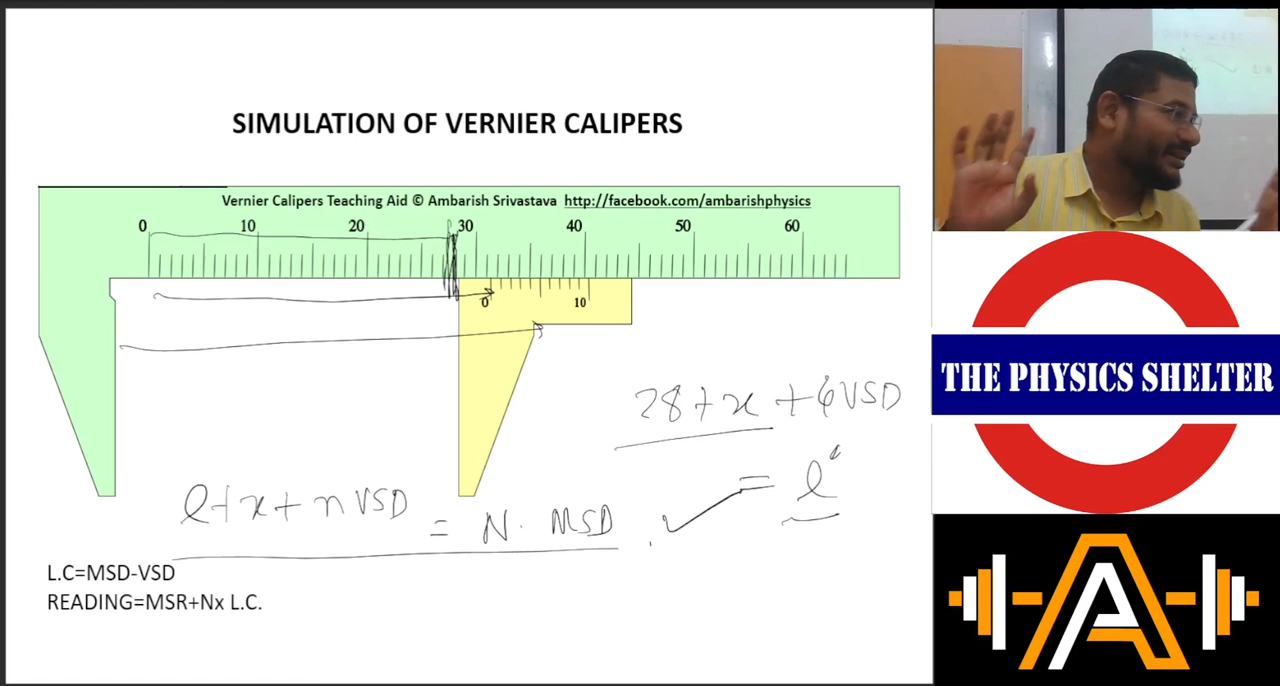 SIMULATION OF VERNIER CALIPERS
Vernier Calipers Teaching Aid © Ambarish Srivastava http://facebook.com/ambarishphysics
0 10 20 30 40 50 60
0 10
28+x+6VSD
= l
l+x+nVSD = N. MSD.
L.C=MSD-VSD
READING=MSR+Nx L.C.
THE PHYSICS SHELTER
A